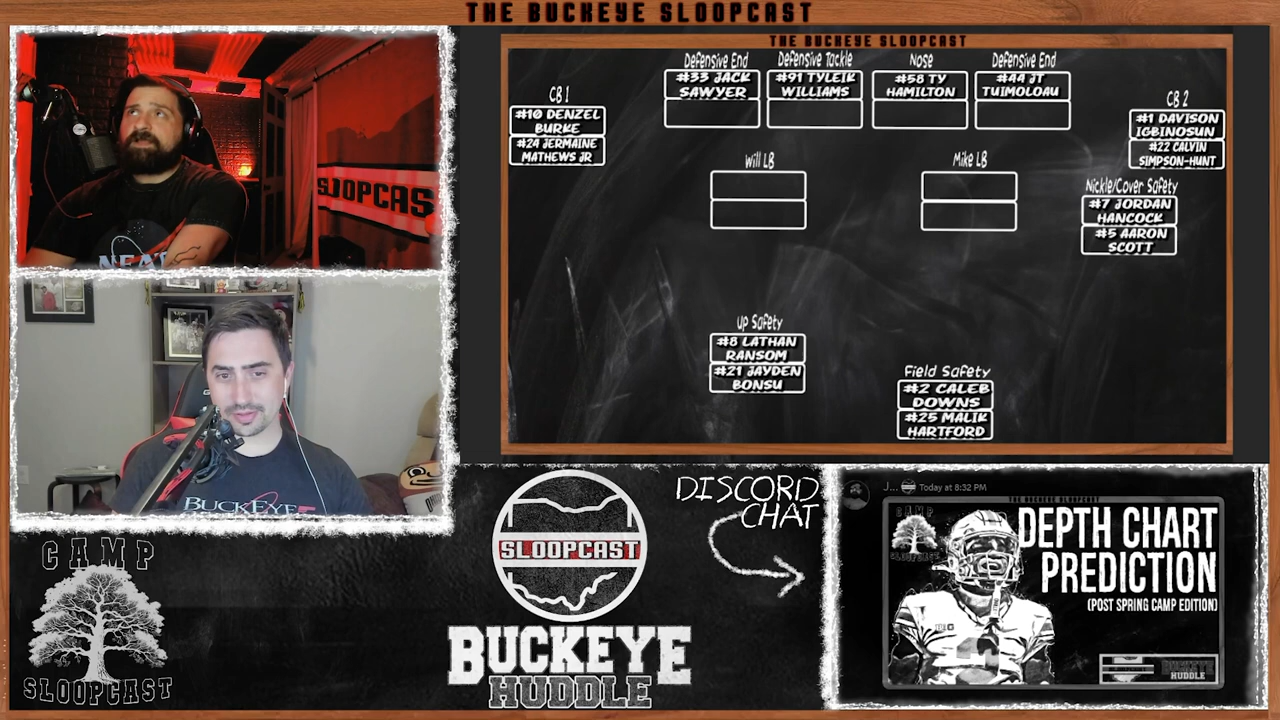 THE BUCKEYE SLOOPCAST
THE BUCKEYE SLOOPCAST
Defensive End
#33 JACK
SAWYER
Defensive Tackle
#91 TYLEIK
WILLIAMS
Nose
#58 TY
HAMILTON
Defensive End
#44 JT
TUIMOLOAU
CB 1
#10 DENZEL
BURKE
#24 JERMAINE
MATHEWS JR
CB 2
#1 DAVISON
IGBINOSUN
#22 CALVIN
SIMPSON-HUNT
Will LB
Mike LB
Nickle/Cover Safety
#7 JORDAN
HANCOCK
#5 AARON
SCOTT
Up Safety
#8 LATHAN
RANSOM
#21 JAYDEN
BONSU
Field Safety
#2 CALEB
DOWNS
#25 MALIK
HARTFORD
SLOOPCAS
BUCKEYE
CAMP
SLOOPCAST
SLOOPCAST
BUCKEYE
HUDDLE
DISCORD
CHAT
J... Today at 8:32 PM
THE BUCKEYE SLOOPCAST
CAMP
SLOOPCAST
DEPTH CHART
PREDICTION
(POST SPRING CAMP EDITION)
BUCKEYE
HUDDLE